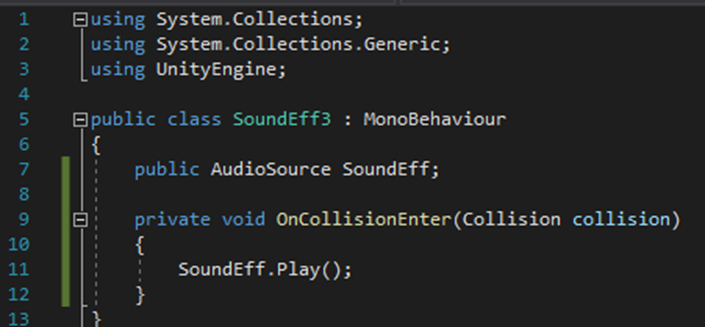 1 using System.Collections;
2 using System.Collections.Generic;
3 using UnityEngine;
4
5 public class SoundEff3 : MonoBehaviour
6 {
7 public AudioSource SoundEff;
8
9 private void OnCollisionEnter(Collision collision)
10 {
11 SoundEff.Play();
12 }
13 }